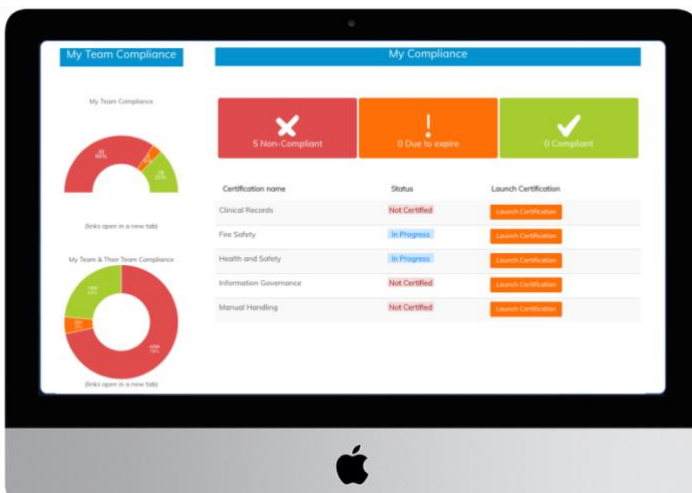 My Team Compliance
My Compliance
My Team Compliance
5 Non-Compliant
0 Due to expire
0 Compliant
(links open in a new tab)
Certification name Status Launch Certification
Clinical Records Not Certified Launch Certification
Fire Safety In Progress Launch Certification
Health and Safety In Progress Launch Certification
Information Governance Not Certified Launch Certification
Manual Handling Not Certified Launch Certification
My Team & Their Team Compliance
(links open in a new tab)